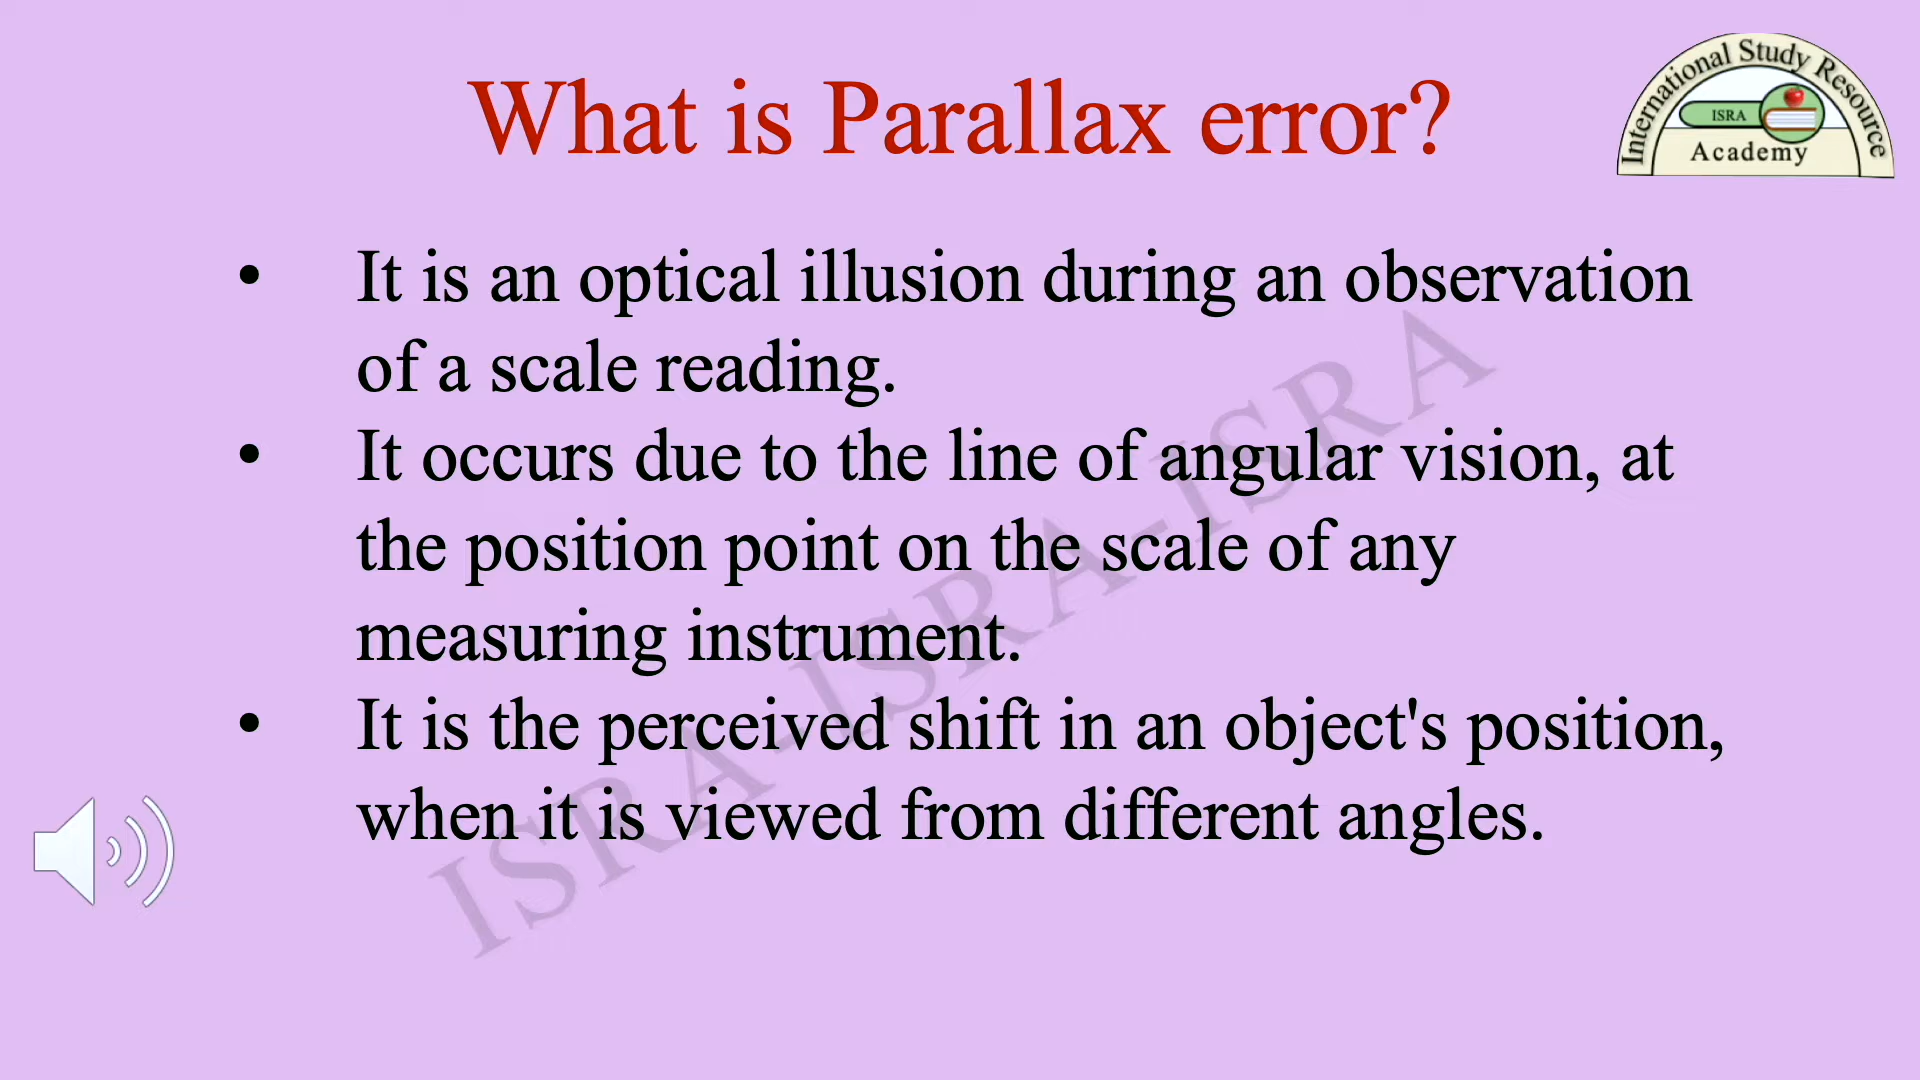 What is Parallax error?
International Study Resource
ISRA
Academy
• It is an optical illusion during an observation
of a scale reading.
• It occurs due to the line of angular vision, at
the position point on the scale of any
measuring instrument.
• It is the perceived shift in an object's position,
when it is viewed from different angles.
ISRA-ISRA-ISRA-ISRA